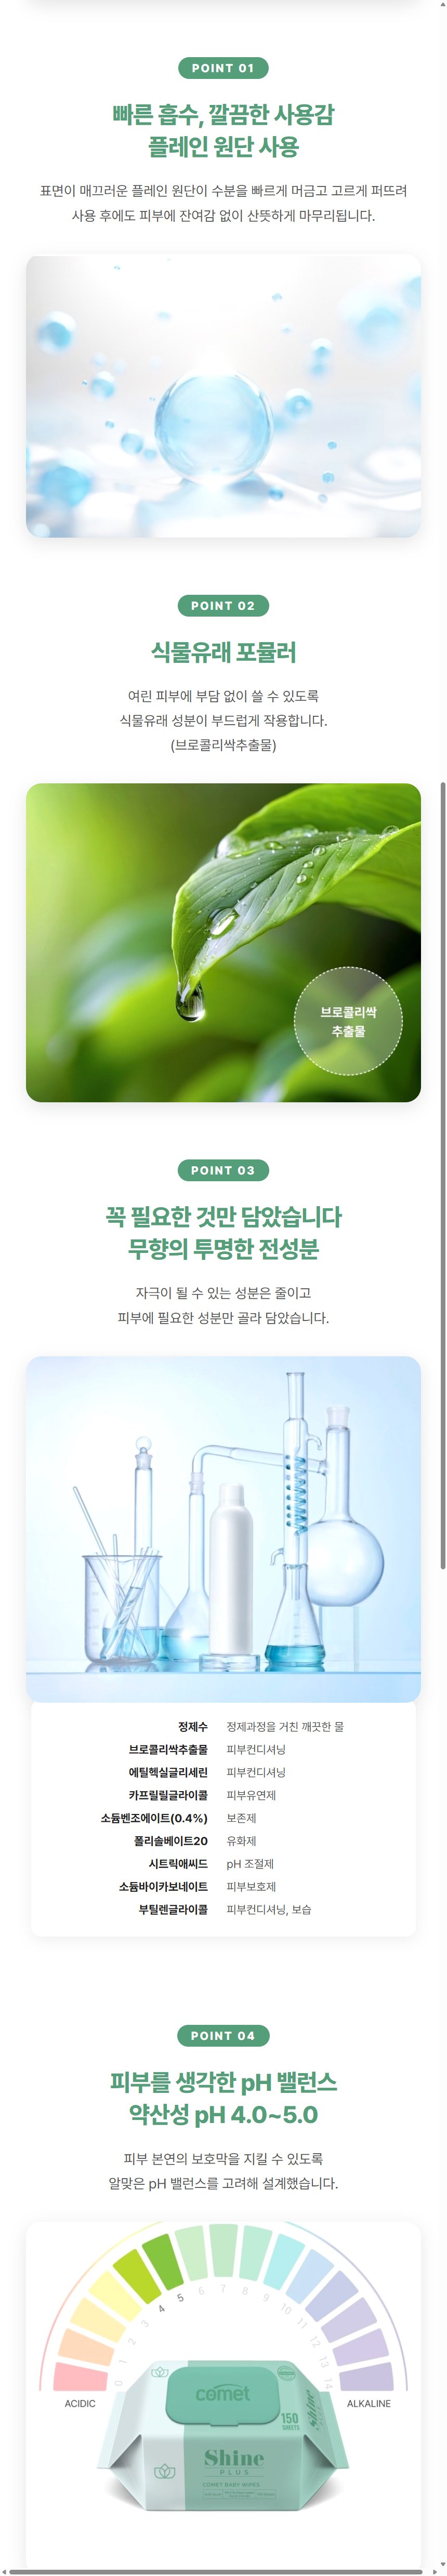 POINT 01
빠른 흡수, 깔끔한 사용감
플레인 원단 사용
표면이 매끄러운 플레인 원단이 수분을 빠르게 머금고 고르게 퍼뜨려
사용 후에도 피부에 잔여감 없이 산뜻하게 마무리됩니다.
POINT 02
식물유래 포뮬러
여린 피부에 부담 없이 쓸 수 있도록
식물유래 성분이 부드럽게 작용합니다.
(브로콜리싹추출물)
브로콜리싹
추출물
POINT 03
꼭 필요한 것만 담았습니다
무향의 투명한 전성분
자극이 될 수 있는 성분은 줄이고
피부에 필요한 성분만 골라 담았습니다.
정제수 정제과정을 거친 깨끗한 물
브로콜리싹추출물 피부컨디셔닝
에틸헥실글리세린 피부컨디셔닝
카프릴릴글라이콜 피부유연제
소듐벤조에이트(0.4%) 보존제
폴리솔베이트20 유화제
시트릭애씨드 pH 조절제
소듐바이카보네이트 피부보호제
부틸렌글라이콜 피부컨디셔닝, 보습
POINT 04
피부를 생각한 pH 밸런스
약산성 pH 4.0~5.0
피부 본연의 보호막을 지킬 수 있도록
알맞은 pH 밸런스를 고려해 설계했습니다.
0 1 2 3 4 5 6 7 8 9 10 11 12 13 14
ACIDIC
ALKALINE
comet
150
SHEETS
Shine
Shine
PLUS
COMET BABY WIPES